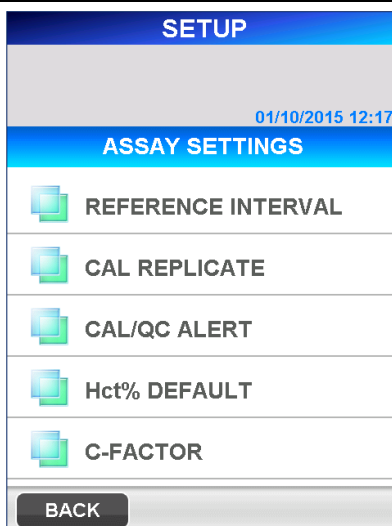 SETUP
01/10/2015 12:17
ASSAY SETTINGS
REFERENCE INTERVAL
CAL REPLICATE
CAL/QC ALERT
Hct% DEFAULT
C-FACTOR
BACK